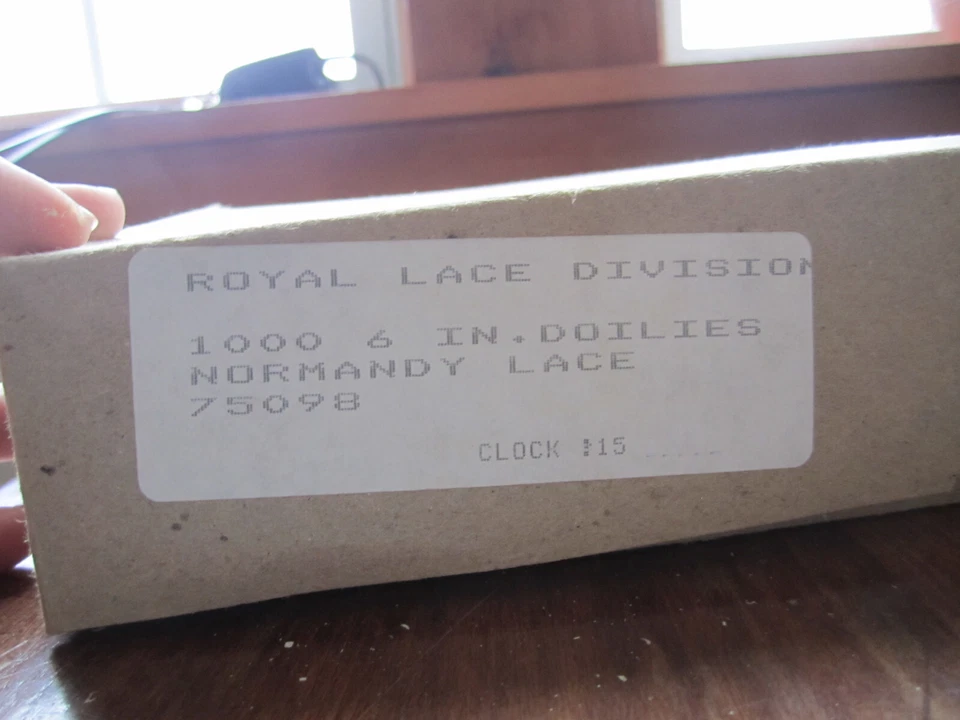 ROYAL LACE DIVISION
1000 6 IN.DOILIES
NORMANDY LACE
75098
CLOCK :15